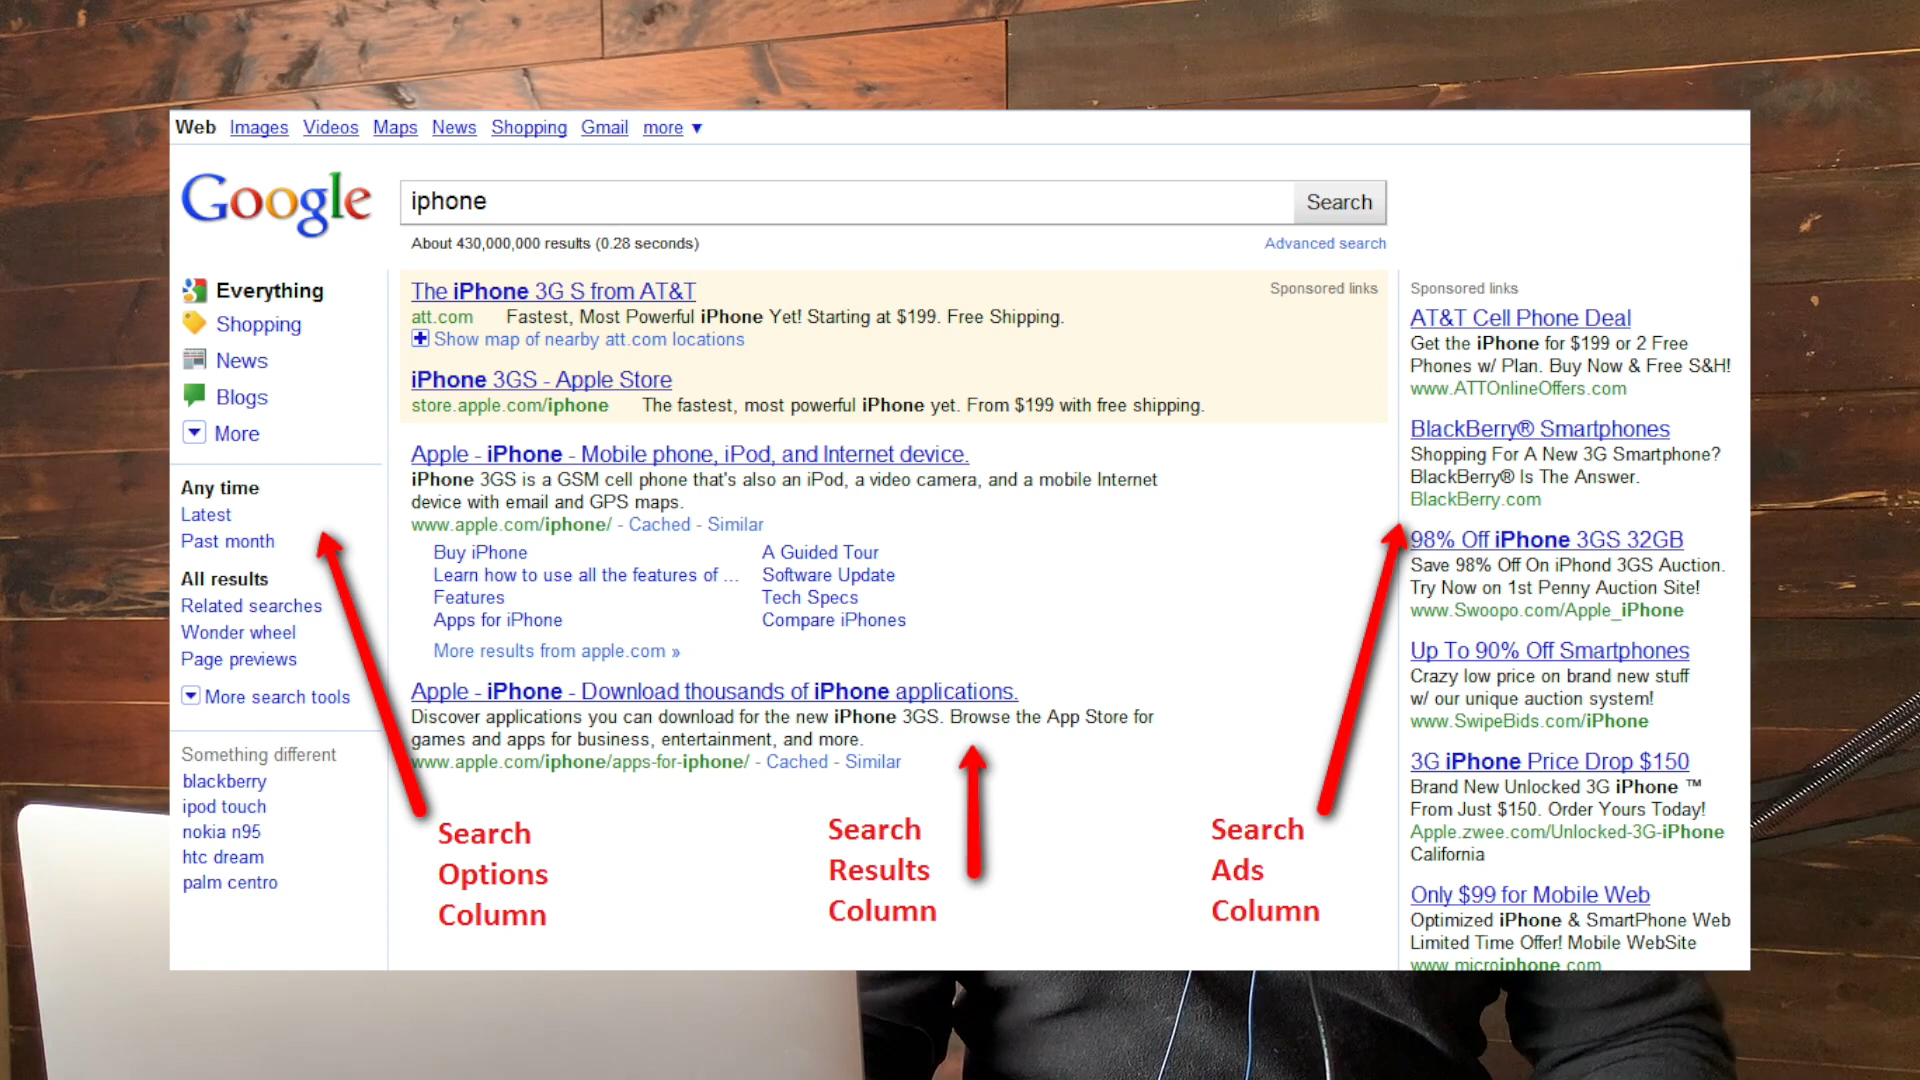 Web Images Videos Maps News Shopping Gmail more ▼
Google
iphone
Search
About 430,000,000 results (0.28 seconds)
Advanced search
Everything
Shopping
News
Blogs
More
Any time
Latest
Past month
All results
Related searches
Wonder wheel
Page previews
More search tools
Something different
blackberry
ipod touch
nokia n95
htc dream
palm centro
The iPhone 3G S from AT&T
Sponsored links
att.com Fastest, Most Powerful iPhone Yet! Starting at $199. Free Shipping.
Show map of nearby att.com locations
iPhone 3GS - Apple Store
store.apple.com/iphone The fastest, most powerful iPhone yet. From $199 with free shipping.
Apple - iPhone - Mobile phone, iPod, and Internet device.
iPhone 3GS is a GSM cell phone that's also an iPod, a video camera, and a mobile Internet
device with email and GPS maps.
www.apple.com/iphone/ - Cached - Similar
Buy iPhone
Learn how to use all the features of ...
Features
Apps for iPhone
A Guided Tour
Software Update
Tech Specs
Compare iPhones
More results from apple.com »
Apple - iPhone - Download thousands of iPhone applications.
Discover applications you can download for the new iPhone 3GS. Browse the App Store for
games and apps for business, entertainment, and more.
www.apple.com/iphone/apps-for-iphone/ - Cached - Similar
Search
Options
Column
Search
Results
Column
Search
Ads
Column
Sponsored links
AT&T Cell Phone Deal
Get the iPhone for $199 or 2 Free
Phones w/ Plan. Buy Now & Free S&H!
www.ATTOnlineOffers.com
BlackBerry® Smartphones
Shopping For A New 3G Smartphone?
BlackBerry® Is The Answer.
BlackBerry.com
98% Off iPhone 3GS 32GB
Save 98% Off On iPhond 3GS Auction.
Try Now on 1st Penny Auction Site!
www.Swoopo.com/Apple_iPhone
Up To 90% Off Smartphones
Crazy low price on brand new stuff
w/ our unique auction system!
www.SwipeBids.com/iPhone
3G iPhone Price Drop $150
Brand New Unlocked 3G iPhone ™
From Just $150. Order Yours Today!
Apple.zwee.com/Unlocked-3G-iPhone
California
Only $99 for Mobile Web
Optimized iPhone & SmartPhone Web
Limited Time Offer! Mobile WebSite
www.microiphone.com